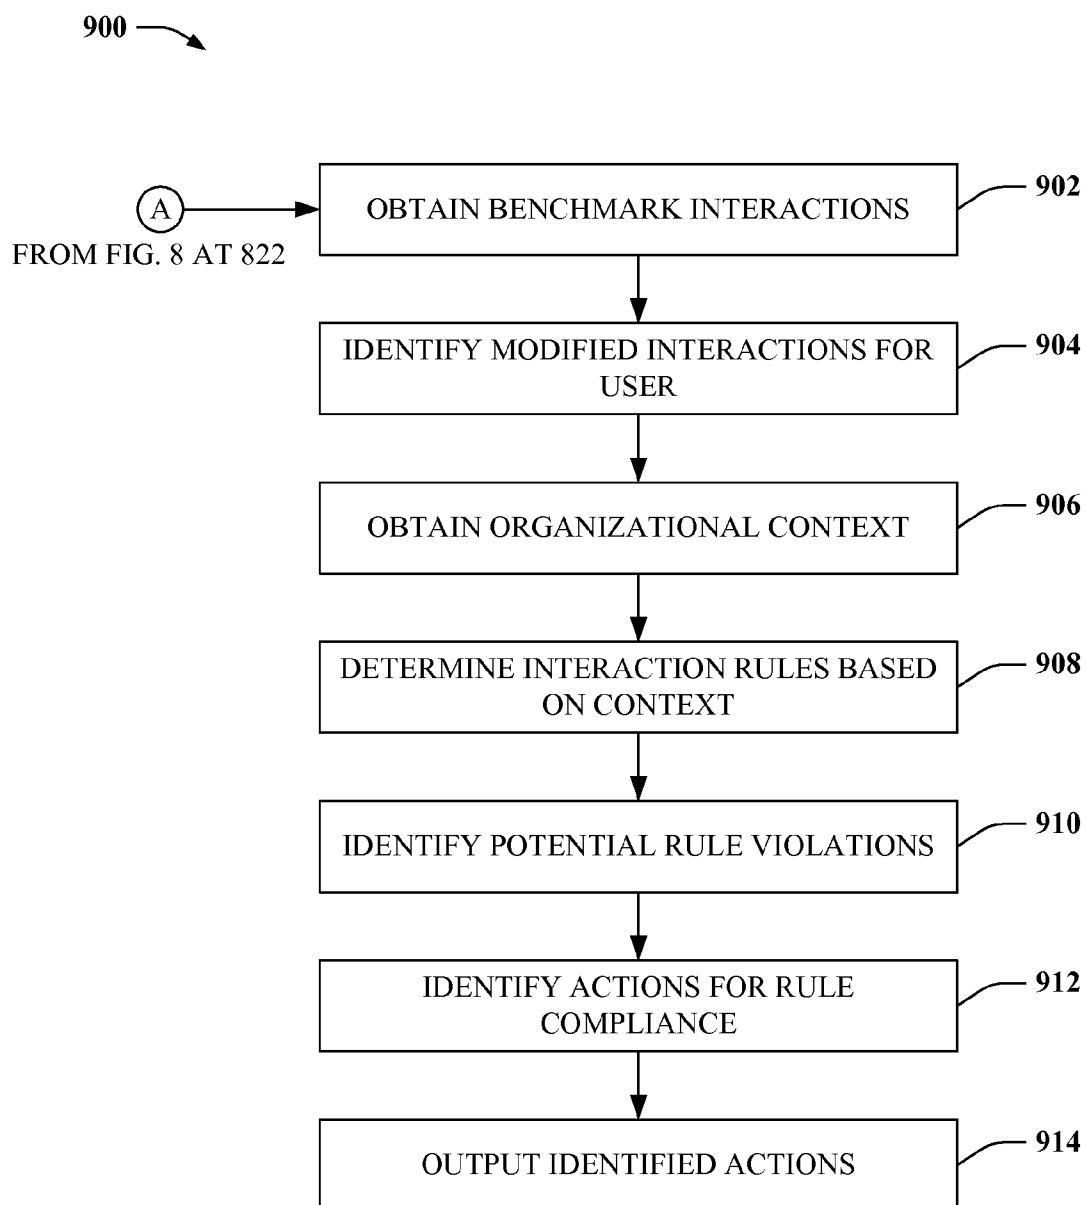 900
OBTAIN BENCHMARK INTERACTIONS
902
A
FROM FIG. 8 AT 822
IDENTIFY MODIFIED INTERACTIONS FOR
USER
904
OBTAIN ORGANIZATIONAL CONTEXT
906
DETERMINE INTERACTION RULES BASED
ON CONTEXT
908
IDENTIFY POTENTIAL RULE VIOLATIONS
910
IDENTIFY ACTIONS FOR RULE
COMPLIANCE
912
OUTPUT IDENTIFIED ACTIONS
914